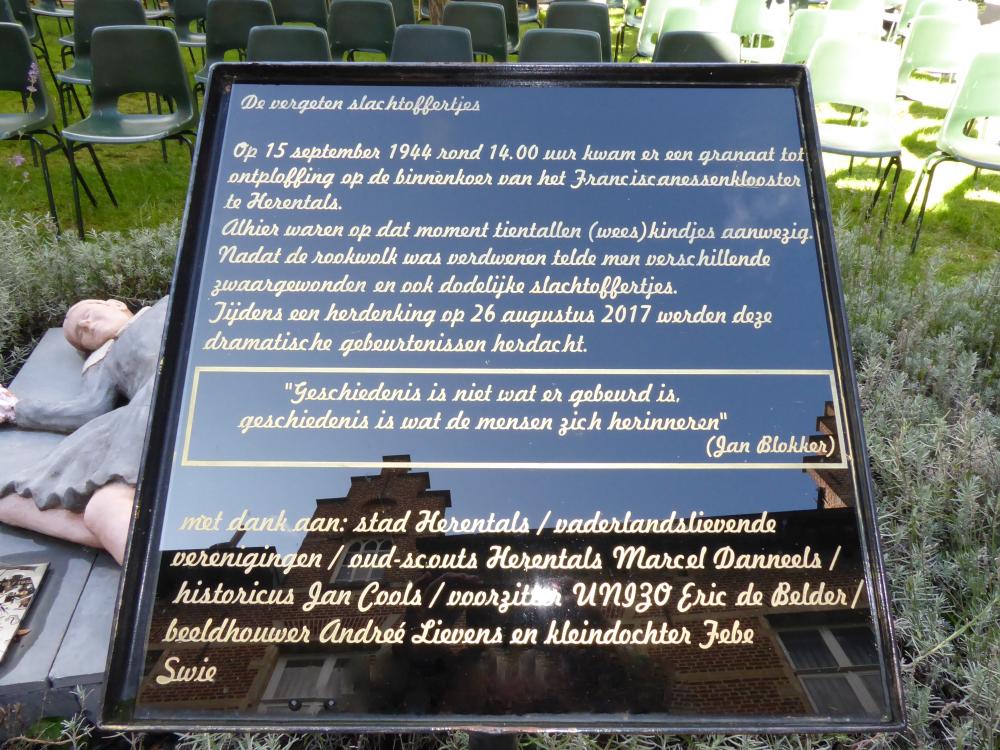 De vergeten slachtoffertjes
Op 15 september 1944 rond 14.00 uur kwam er een granaat tot
ontploffing op de binnenkoer van het Franciscanessenklooster
te Herentals.
Alhier waren op dat moment tientallen (wees)kindjes aanwezig.
Nadat de rookwolk was verdwenen telde men verschillende
zwaargewonden en ook dodelijke slachtoffertjes.
Tijdens een herdenking op 26 augustus 2017 werden deze
dramatische gebeurtenissen herdacht.
"Geschiedenis is niet wat er gebeurd is,
geschiedenis is wat de mensen zich herinneren"
(Jan Blokker)
met dank aan: stad Herentals / vaderlandslievende
verenigingen / oud-scouts Herentals Marcel Danneels /
historicus Jan Cools / voorzitter UNIZO Eric de Belder /
beeldhouwer Andreé Lievens en kleindochter Febe
Swie